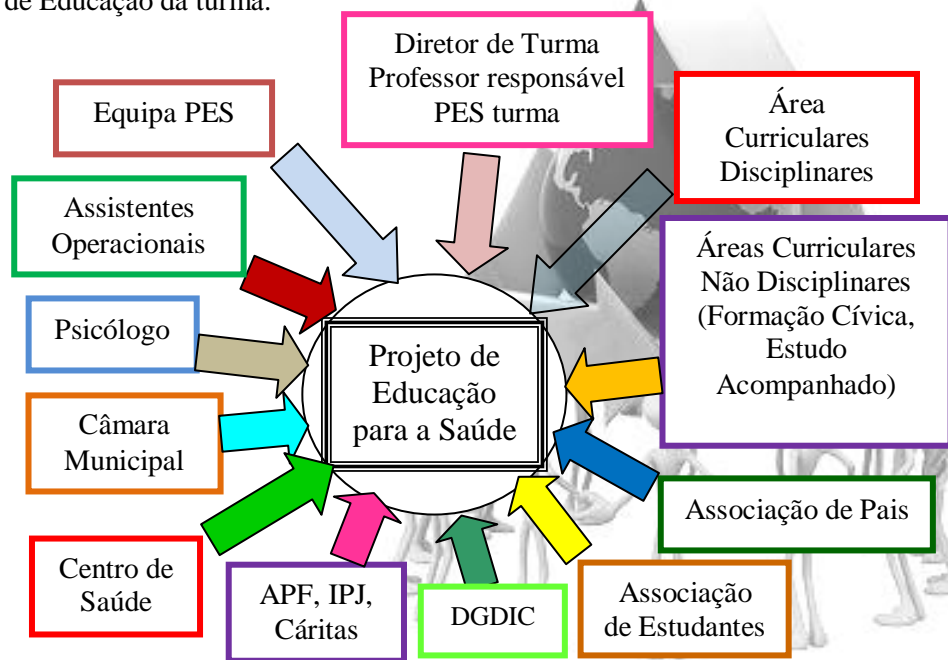 de Educação da turma.
Diretor de Turma
Professor responsável
PES turma
Equipa PES
Área
Curriculares
Disciplinares
Assistentes
Operacionais
Áreas Curriculares
Não Disciplinares
(Formação Cívica,
Estudo
Acompanhado)
Psicólogo
Projeto de
Educação
para a Saúde
Câmara
Municipal
Associação de Pais
Centro de
Saúde
APF, IPJ,
Cáritas
DGDIC
Associação
de Estudantes